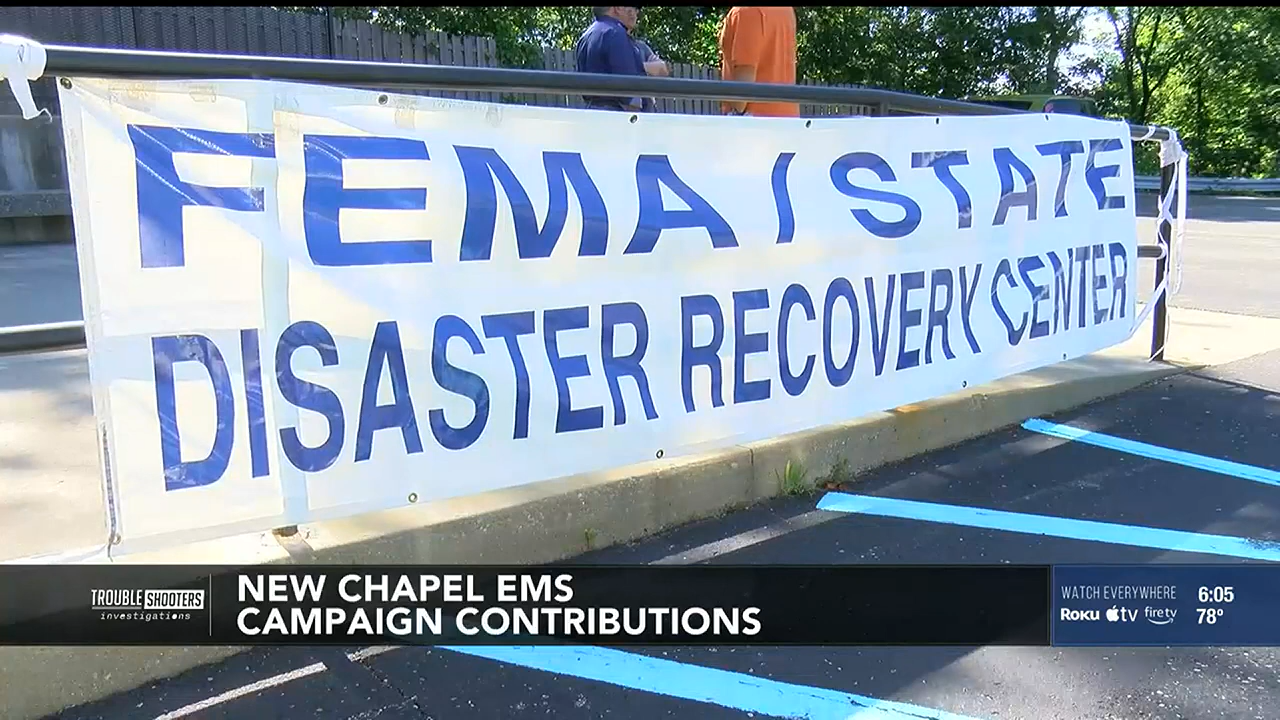 FEMA / STATE
DISASTER RECOVERY CENTER
TROUBLE SHOOTERS
investigations
NEW CHAPEL EMS
CAMPAIGN CONTRIBUTIONS
WATCH EVERYWHERE
Roku tv firetv
6:05
78°